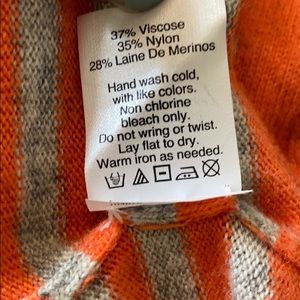 37% Viscose
35% Nylon
28% Laine De Merinos
Hand wash cold,
with like colors.
Non chlorine
bleach only.
Do not wring or twist.
Lay flat to dry.
Warm iron as needed.